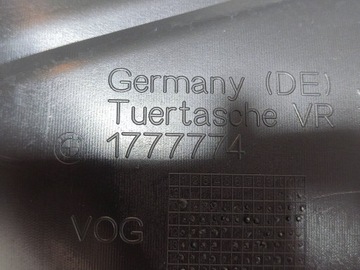 Germany (DE)
Tuertasche VR
1777774
VOG